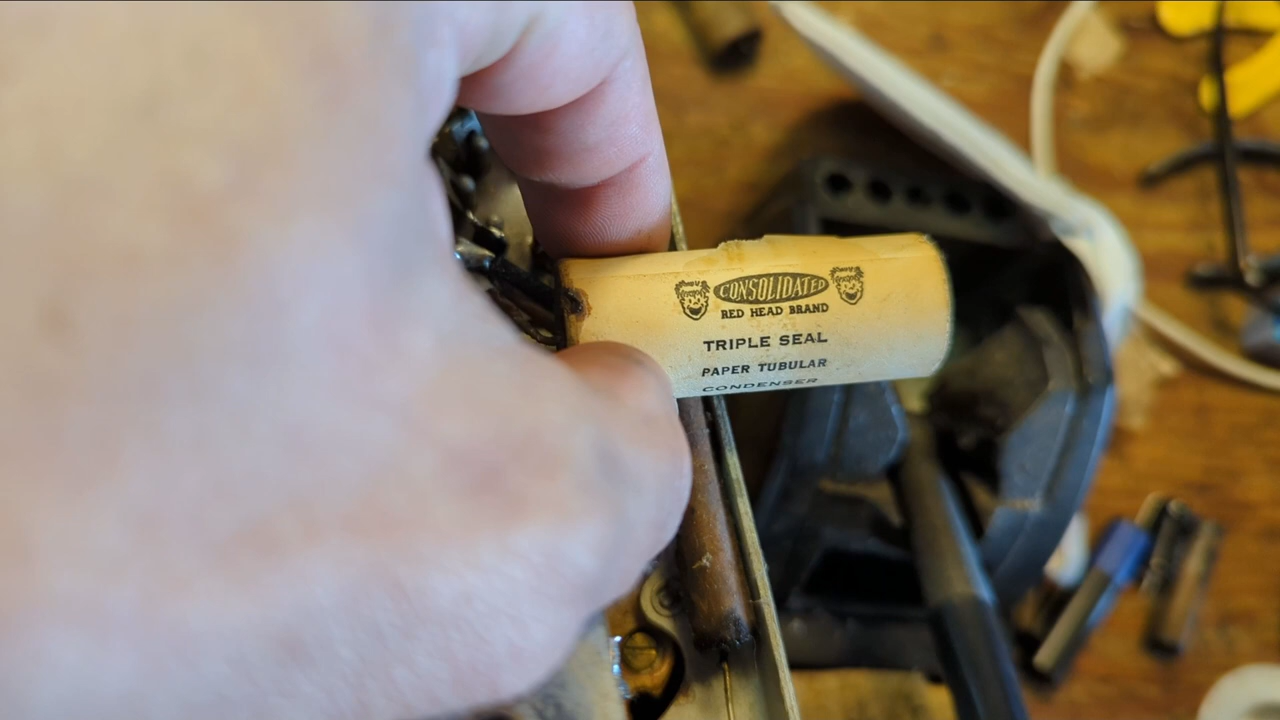 CONSOLIDATED
RED HEAD BRAND
TRIPLE SEAL
PAPER TUBULAR
CONDENSER